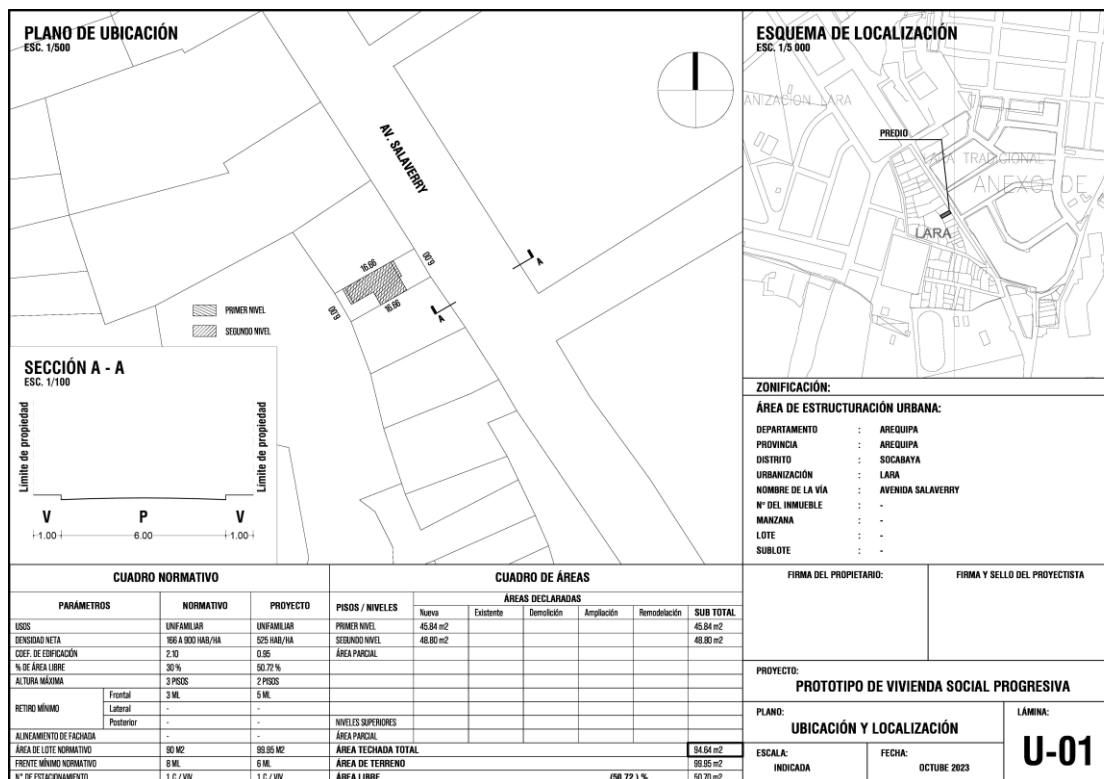 PLANO DE UBICACIÓN
ESC. 1/500
AV. SALAVERRY
16.66
6.00
6.00
16.66
A'
A'
PRIMER NIVEL
SEGUNDO NIVEL
SECCIÓN A - A
ESC. 1/100
Límite de propiedad
Límite de propiedad
V P V
1.00 6.00 1.00
ESQUEMA DE LOCALIZACIÓN
ESC. 1/5 000
ANIZACION LARA
PREDIO
TRADICIONAL
ANEXO DE
LARA
ZONIFICACIÓN:
ÁREA DE ESTRUCTURACIÓN URBANA:
DEPARTAMENTO : AREQUIPA
PROVINCIA : AREQUIPA
DISTRITO : SOCABAYA
URBANIZACIÓN : LARA
NOMBRE DE LA VÍA : AVENIDA SALAVERRY
Nº DEL INMUEBLE : -
MANZANA : -
LOTE : -
SUBLOTE : -
CUADRO NORMATIVO
PARÁMETROS NORMATIVO PROYECTO
USOS UNIFAMILIAR UNIFAMILIAR
DENSIDAD NETA 166 A 900 HAB/HA 525 HAB/HA
COEF. DE EDIFICACIÓN 2.10 0.95
% DE ÁREA LIBRE 30 % 50.72 %
ALTURA MÁXIMA 3 PISOS 2 PISOS
RETIRO MÍNIMO Frontal 3 ML 5 ML
Lateral - -
Posterior - -
ALINEAMIENTO DE FACHADA - -
ÁREA DE LOTE NORMATIVO 90 M2 99.95 M2
FRENTE MÍNIMO NORMATIVO 8 ML 6 ML
Nº DE ESTACIONAMIENTO 1 C / VIV 1 C / VIV
CUADRO DE ÁREAS
PISOS / NIVELES ÁREAS DECLARADAS
Nueva Existente Demolición Ampliación Remodelación SUB TOTAL
PRIMER NIVEL 45.84 m2 45.84 m2
SEGUNDO NIVEL 48.80 m2 48.80 m2
ÁREA PARCIAL
NIVELES SUPERIORES
ÁREA PARCIAL
ÁREA TECHADA TOTAL 94.64 m2
ÁREA DE TERRENO 99.95 m2
ÁREA LIBRE (50.72 ) % 50.70 m2
FIRMA DEL PROPIETARIO:
FIRMA Y SELLO DEL PROYECTISTA
PROYECTO:
PROTOTIPO DE VIVIENDA SOCIAL PROGRESIVA
PLANO:
UBICACIÓN Y LOCALIZACIÓN
ESCALA:
INDICADA
FECHA:
OCTUBE 2023
LÁMINA:
U-01